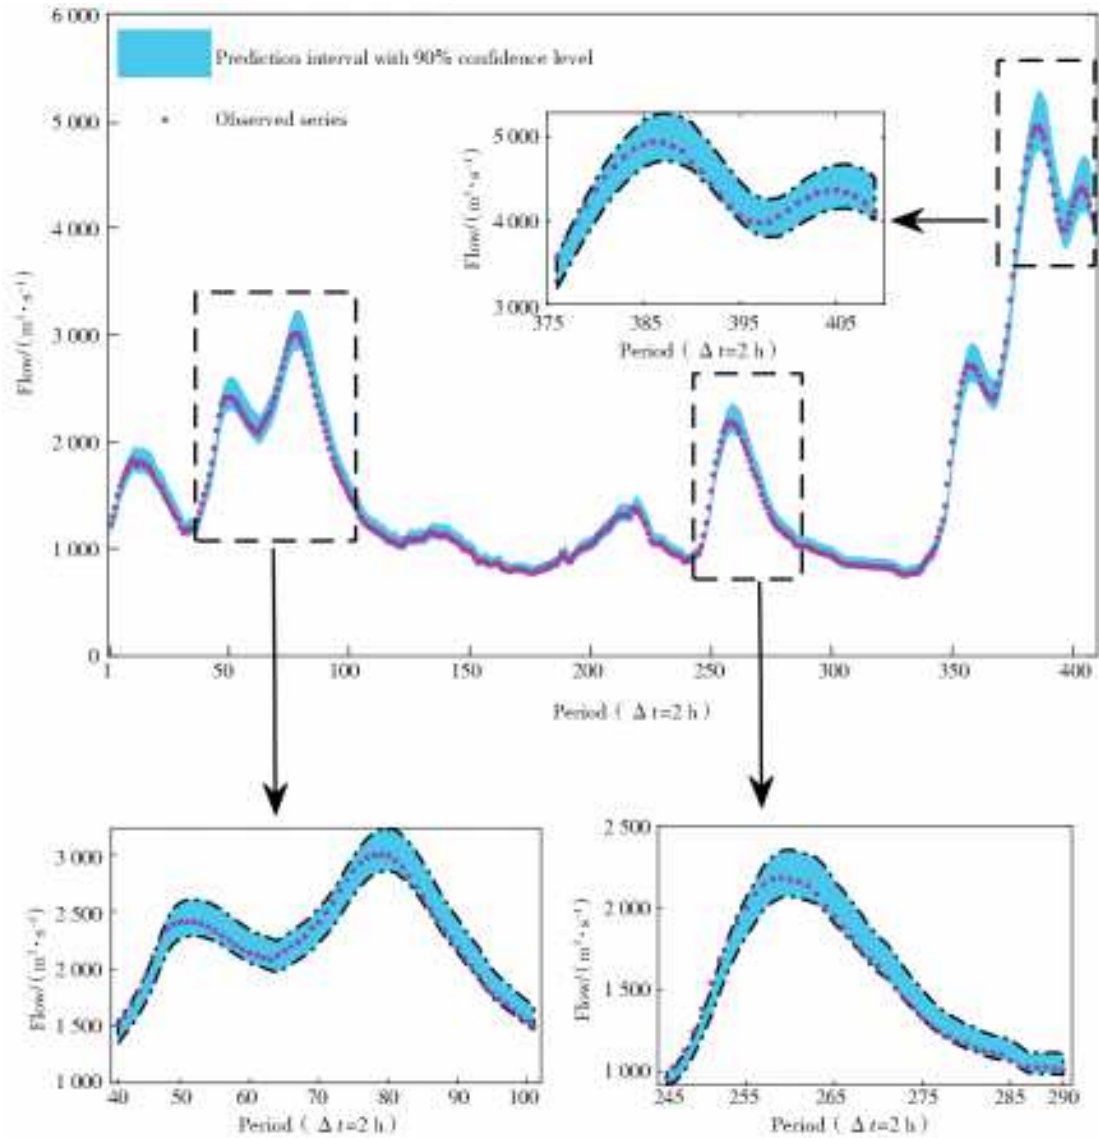 6 000
Prediction interval with 90% confidence level
5 000
Observed series
5 000
4 000
Flow/(m³·s⁻¹)
4 000
3 000
375 385 395 405
Period ( Δ t=2 h )
Flow/(m³·s⁻¹)
3 000
2 000
1 000
0
1 50 100 150 200 250 300 350 400
Period ( Δ t=2 h )
3 000
2 500
2 000
1 500
1 000
Flow/(m³·s⁻¹)
40 50 60 70 80 90 100
Period ( Δ t=2 h )
2 500
2 000
1 500
1 000
Flow/(m³·s⁻¹)
245 255 265 275 285 290
Period ( Δ t=2 h )